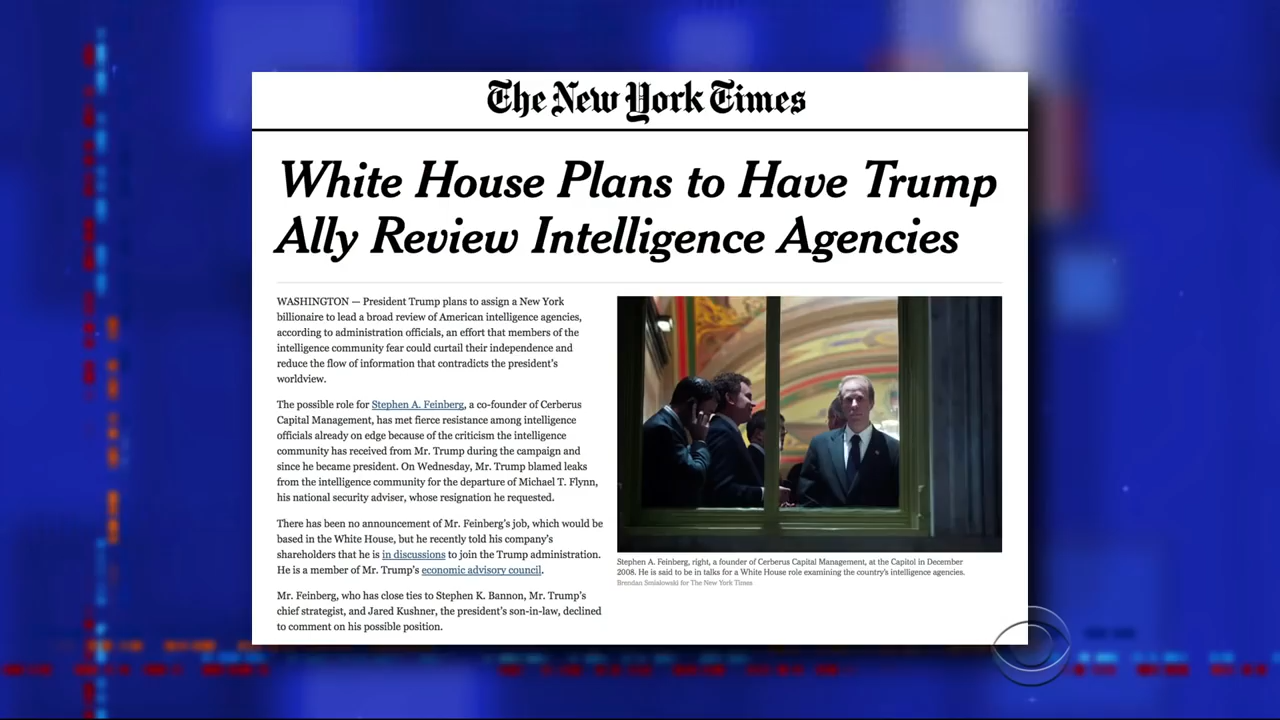 The New York Times
White House Plans to Have Trump
Ally Review Intelligence Agencies
WASHINGTON — President Trump plans to assign a New York
billionaire to lead a broad review of American intelligence agencies,
according to administration officials, an effort that members of the
intelligence community fear could curtail their independence and
reduce the flow of information that contradicts the president's
worldview.
The possible role for Stephen A. Feinberg, a co-founder of Cerberus
Capital Management, has met fierce resistance among intelligence
officials already on edge because of the criticism the intelligence
community has received from Mr. Trump during the campaign and
since he became president. On Wednesday, Mr. Trump blamed leaks
from the intelligence community for the departure of Michael T. Flynn,
his national security adviser, whose resignation he requested.
There has been no announcement of Mr. Feinberg's job, which would be
based in the White House, but he recently told his company's
shareholders that he is in discussions to join the Trump administration.
He is a member of Mr. Trump's economic advisory council.
Mr. Feinberg, who has close ties to Stephen K. Bannon, Mr. Trump's
chief strategist, and Jared Kushner, the president's son-in-law, declined
to comment on his possible position.
Stephen A. Feinberg, right, a founder of Cerberus Capital Management, at the Capitol in December
2008. He is said to be in talks for a White House role examining the country's intelligence agencies.
Brendan Smialowski for The New York Times